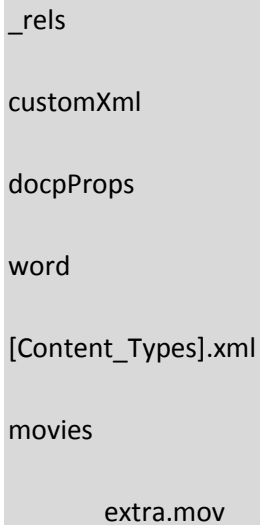 _rels
customXml
docpProps
word
[Content_Types].xml
movies
extra.mov